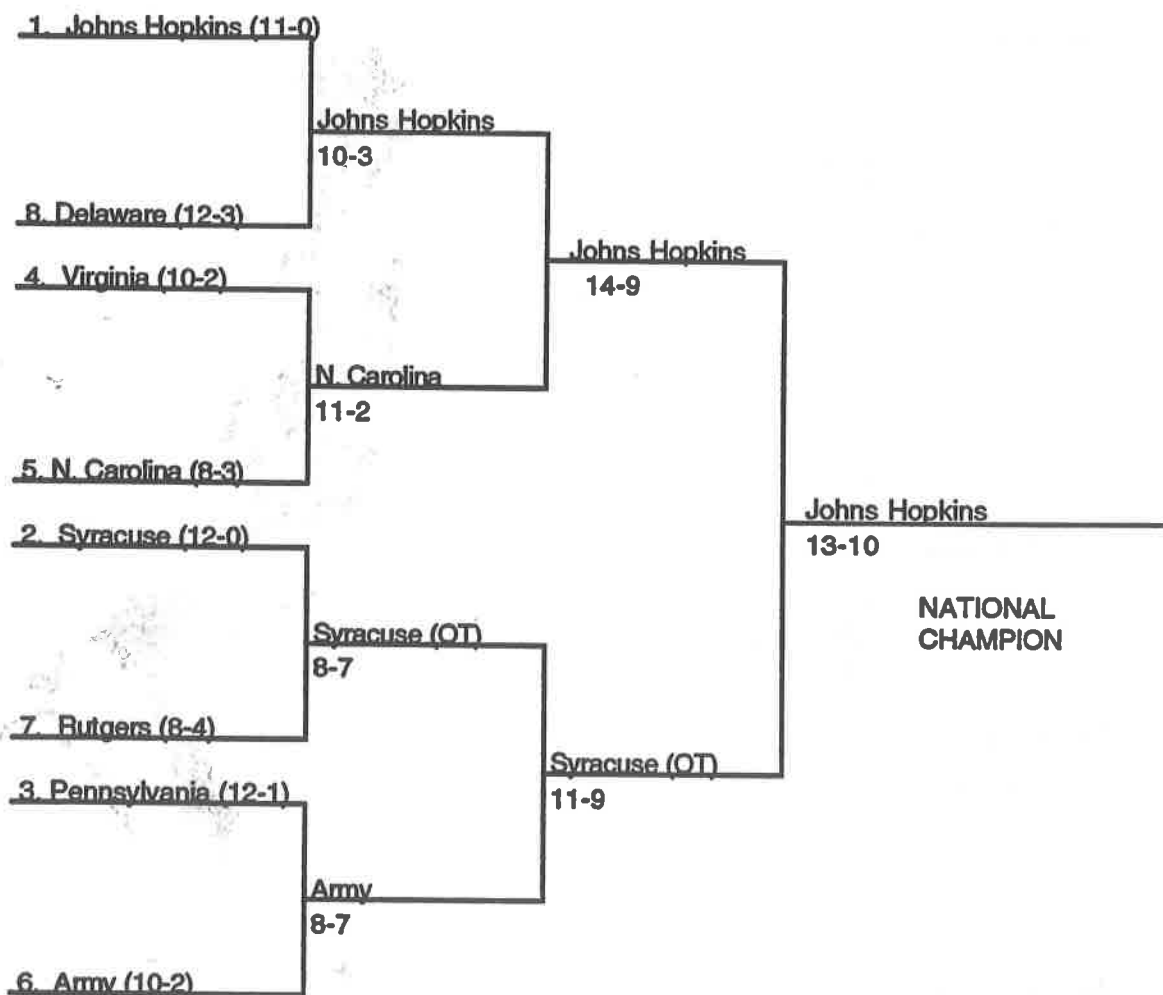 1. Johns Hopkins (11-0)
Johns Hopkins
10-3
8. Delaware (12-3)
Johns Hopkins
14-9
4. Virginia (10-2)
N. Carolina
11-2
5. N. Carolina (8-3)
Johns Hopkins
13-10
2. Syracuse (12-0)
NATIONAL
CHAMPION
Syracuse (OT)
8-7
7. Rutgers (8-4)
Syracuse (OT)
11-9
3. Pennsylvania (12-1)
Army
8-7
6. Army (10-2)